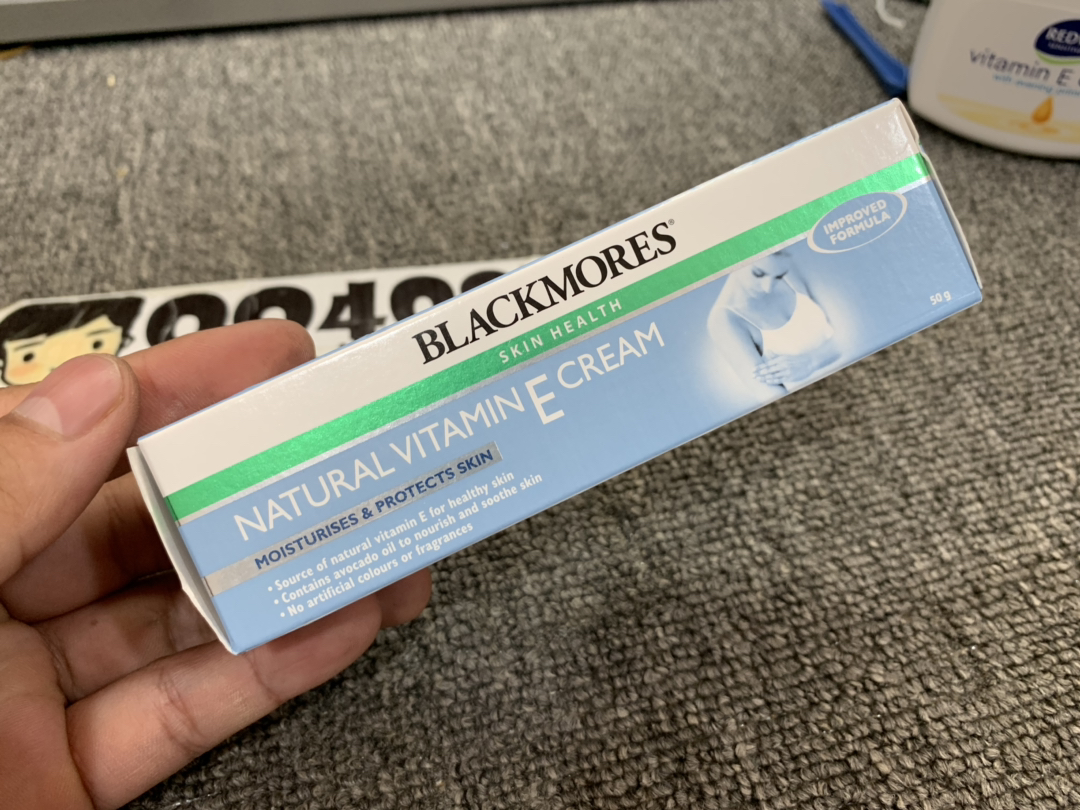 BLACKMORES®
SKIN HEALTH
NATURAL VITAMIN E CREAM
MOISTURISES & PROTECTS SKIN
• Source of natural vitamin E for healthy skin
• Contains avocado oil to nourish and soothe skin
• No artificial colours or fragrances
IMPROVED
FORMULA
50 g
vitamin E